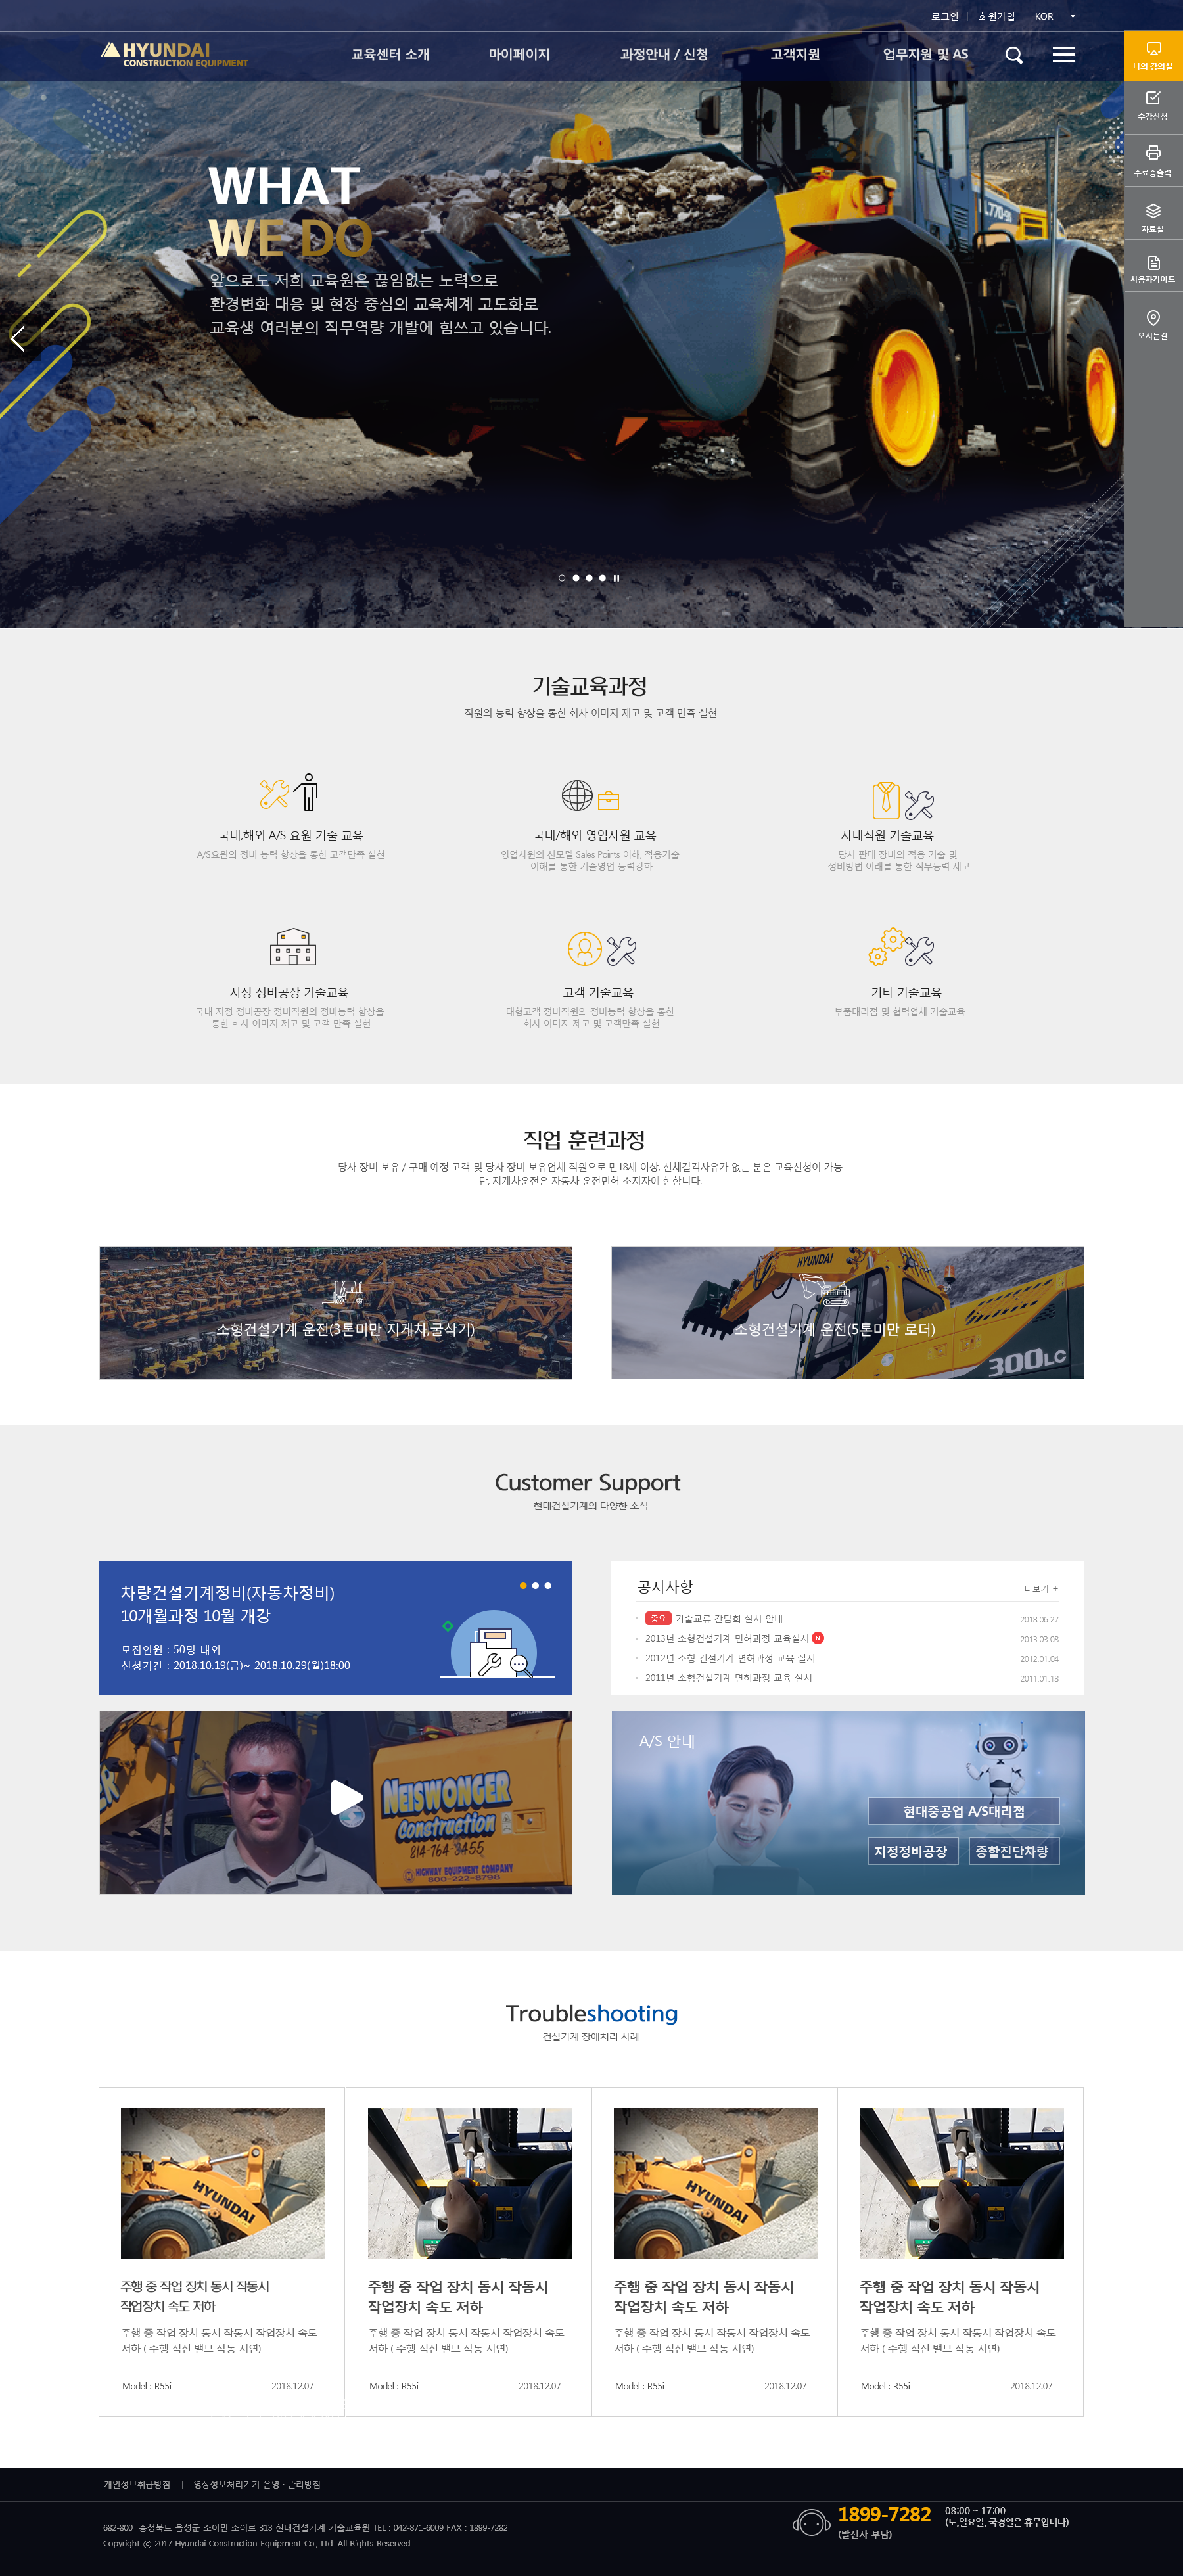 로그인 | 회원가입 KOR
HYUNDAI
CONSTRUCTION EQUIPMENT
교육센터 소개 마이페이지 과정안내 / 신청 고객지원 업무지원 및 AS
나의 강의실
수강신청
수료증출력
자료실
사용자가이드
오시는길
L770-9S
WHAT
WE DO
앞으로도 저희 교육원은 끊임없는 노력으로
환경변화 대응 및 현장 중심의 교육체계 고도화로
교육생 여러분의 직무역량 개발에 힘쓰고 있습니다.
기술교육과정
직원의 능력 향상을 통한 회사 이미지 제고 및 고객 만족 실현
국내,해외 A/S 요원 기술 교육
A/S요원의 정비 능력 향상을 통한 고객만족 실현
국내/해외 영업사원 교육
영업사원의 신모델 Sales Points 이해, 적용기술
이해를 통한 기술영업 능력강화
사내직원 기술교육
당사 판매 장비의 적용 기술 및
정비방법 이래를 통한 직무능력 제고
지정 정비공장 기술교육
국내 지정 정비공장 정비직원의 정비능력 향상을
통한 회사 이미지 제고 및 고객 만족 실현
고객 기술교육
대형고객 정비직원의 정비능력 향상을 통한
회사 이미지 제고 및 고객만족 실현
기타 기술교육
부품대리점 및 협력업체 기술교육
직업 훈련과정
당사 장비 보유 / 구매 예정 고객 및 당사 장비 보유업체 직원으로 만18세 이상, 신체결격사유가 없는 분은 교육신청이 가능
단, 지게차운전은 자동차 운전면허 소지자에 한합니다.
소형건설기계 운전(3톤미만 지게차,굴삭기)
HYUNDAI
소형건설기계 운전(5톤미만 로더)
300LC
Customer Support
현대건설기계의 다양한 소식
차량건설기계정비(자동차정비)
10개월과정 10월 개강
모집인원 : 50명 내외
신청기간 : 2018.10.19(금)~ 2018.10.29(월)18:00
공지사항 더보기 +
중요 기술교류 간담회 실시 안내 2018.06.27
2013년 소형건설기계 면허과정 교육실시 N 2013.03.08
2012년 소형 건설기계 면허과정 교육 실시 2012.01.04
2011년 소형건설기계 면허과정 교육 실시 2011.01.18
HYUNDAI
NEISWONGER
Construction
814-764-3455
HIGHWAY EQUIPMENT COMPANY
800-222-8798
A/S 안내
현대중공업 A/S대리점
지정정비공장 종합진단차량
Troubleshooting
건설기계 장애처리 사례
HYUNDAI
HYUNDAI
주행 중 작업 장치 동시 작동시
작업장치 속도 저하
주행 중 작업 장치 동시 작동시 작업장치 속도
저하 ( 주행 직진 밸브 작동 지연)
Model : R55i 2018.12.07
주행 중 작업 장치 동시 작동시
작업장치 속도 저하
주행 중 작업 장치 동시 작동시 작업장치 속도
저하 ( 주행 직진 밸브 작동 지연)
Model : R55i 2018.12.07
주행 중 작업 장치 동시 작동시
작업장치 속도 저하
주행 중 작업 장치 동시 작동시 작업장치 속도
저하 ( 주행 직진 밸브 작동 지연)
Model : R55i 2018.12.07
주행 중 작업 장치 동시 작동시
작업장치 속도 저하
주행 중 작업 장치 동시 작동시 작업장치 속도
저하 ( 주행 직진 밸브 작동 지연)
Model : R55i 2018.12.07
개인정보취급방침 | 영상정보처리기기 운영 · 관리방침
682-800 충청북도 음성군 소이면 소이로 313 현대건설기계 기술교육원 TEL : 042-871-6009 FAX : 1899-7282
Copyright ⓒ 2017 Hyundai Construction Equipment Co., Ltd. All Rights Reserved.
1899-7282
(발신자 부담)
08:00 ~ 17:00
(토,일요일, 국경일은 휴무입니다)